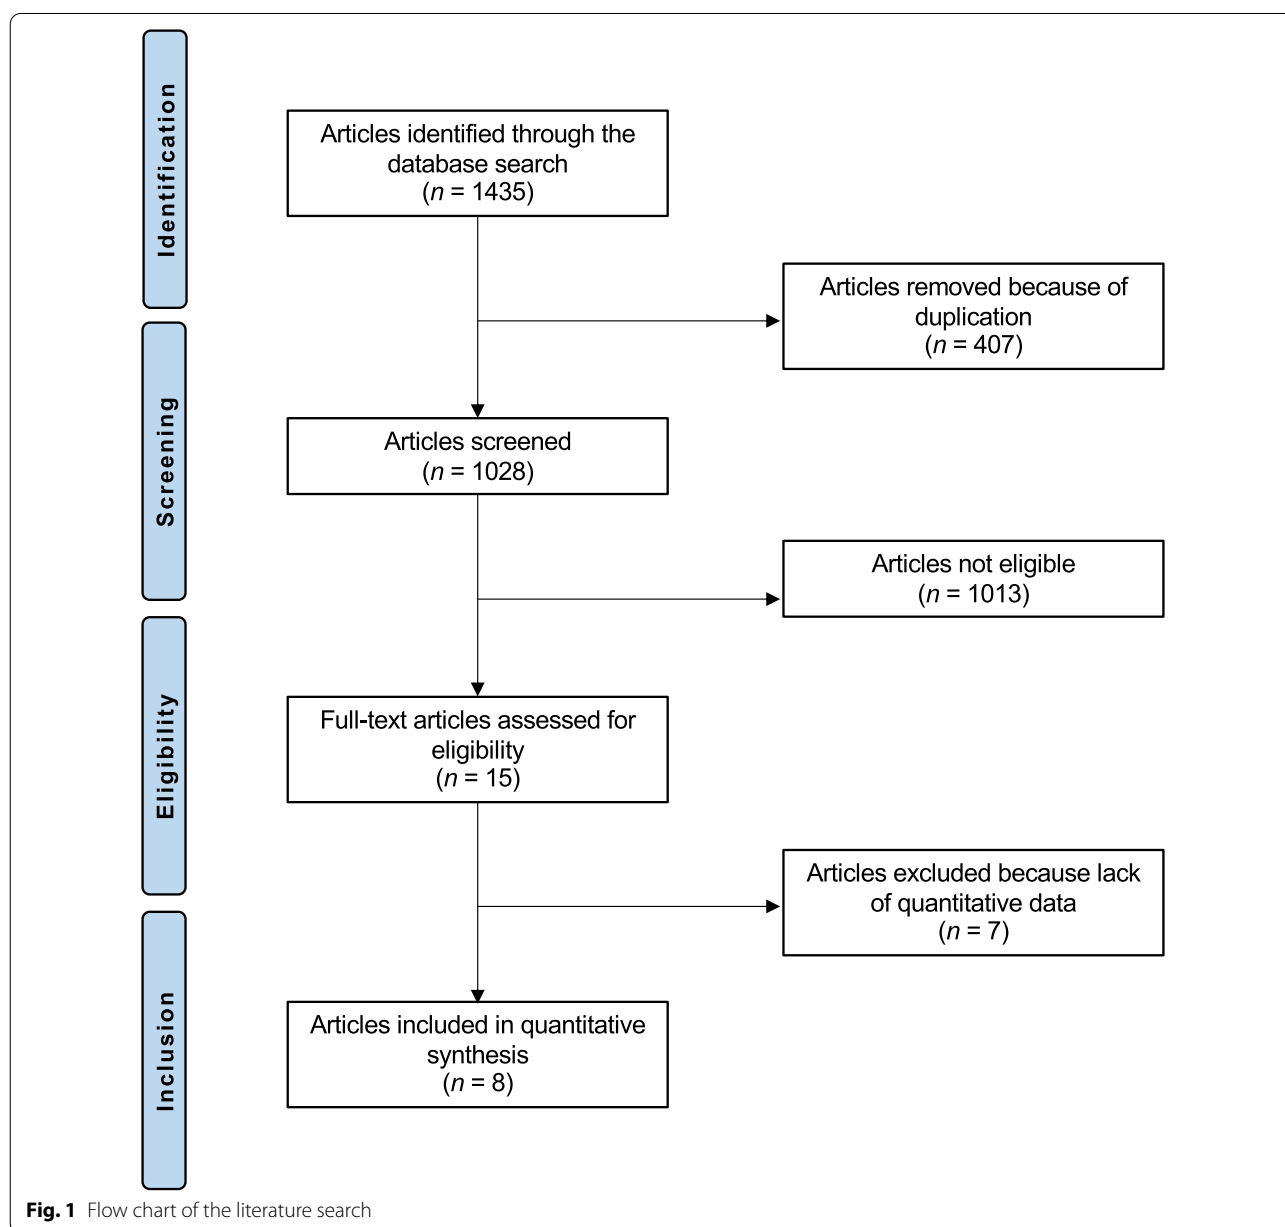 Identification
Articles identified through the
database search
(n = 1435)
Articles removed because of
duplication
(n = 407)
Screening
Articles screened
(n = 1028)
Articles not eligible
(n = 1013)
Eligibility
Full-text articles assessed for
eligibility
(n = 15)
Articles excluded because lack
of quantitative data
(n = 7)
Inclusion
Articles included in quantitative
synthesis
(n = 8)
Fig. 1 Flow chart of the literature search